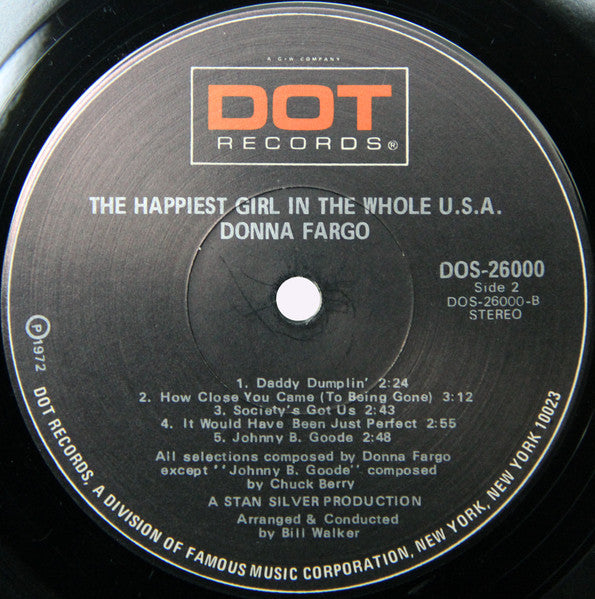 A G+W COMPANY
DOT
RECORDS®
THE HAPPIEST GIRL IN THE WHOLE U.S.A.
DONNA FARGO
DOS-26000
Side 2
DOS-26000-B
STEREO
℗1972
1. Daddy Dumplin' 2:24
2. How Close You Came (To Being Gone) 3:12
3. Society's Got Us 2:43
4. It Would Have Been Just Perfect 2:55
5. Johnny B. Goode 2:48
All selections composed by Donna Fargo
except "Johnny B. Goode" composed
by Chuck Berry
A STAN SILVER PRODUCTION
Arranged & Conducted
by Bill Walker
DOT RECORDS, A DIVISION OF FAMOUS MUSIC CORPORATION, NEW YORK, NEW YORK 10023